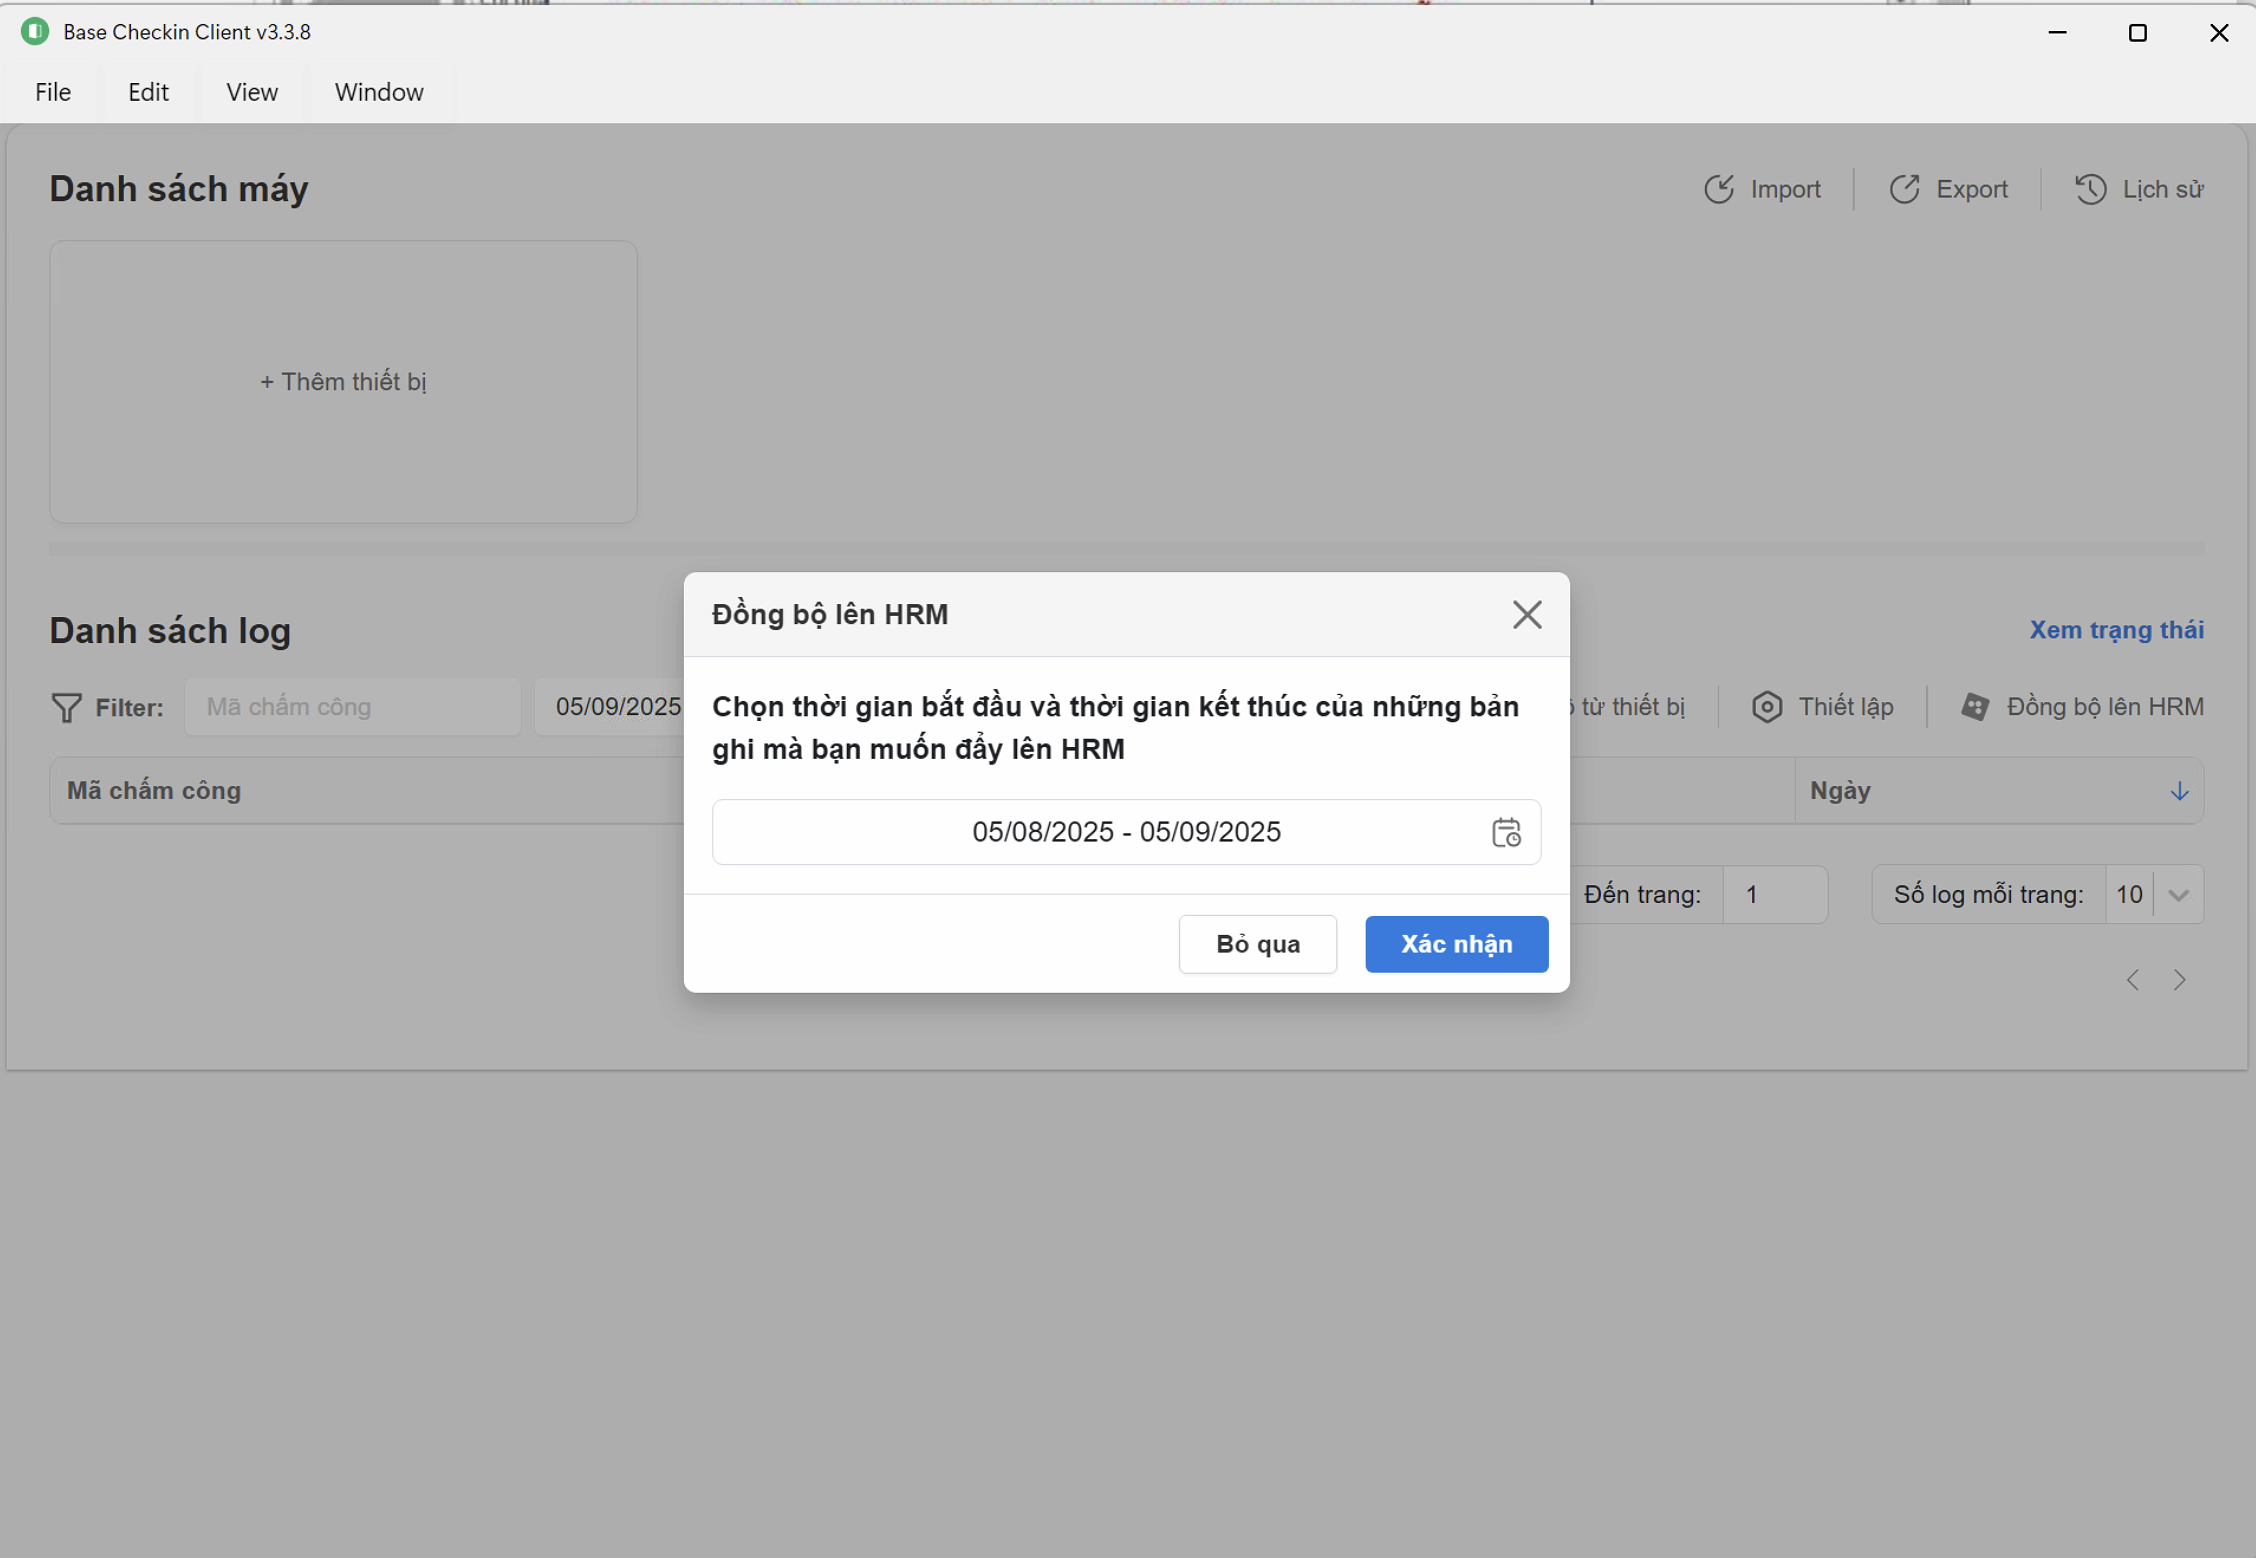 Base Checkin Client v3.3.8
File Edit View Window
Danh sách máy
Import Export Lịch sử
+ Thêm thiết bị
Danh sách log
Xem trạng thái
Filter: Mã chấm công 05/09/2025
từ thiết bị Thiết lập Đồng bộ lên HRM
Mã chấm công Ngày
Đến trang: 1 Số log mỗi trang: 10
Đồng bộ lên HRM
Chọn thời gian bắt đầu và thời gian kết thúc của những bản
ghi mà bạn muốn đẩy lên HRM
05/08/2025 - 05/09/2025
Bỏ qua Xác nhận